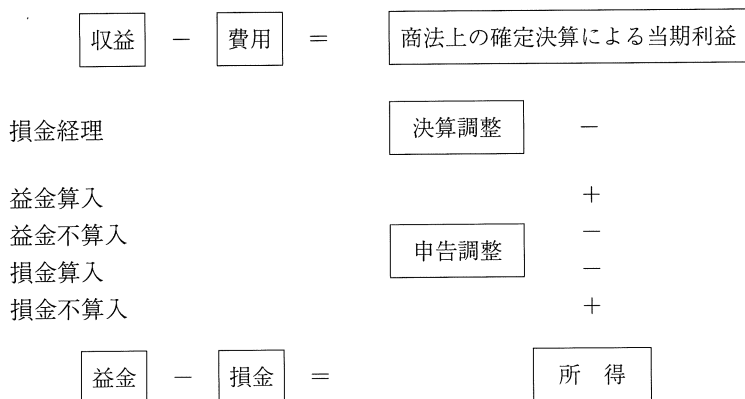 収益 － 費用 ＝ 商法上の確定決算による当期利益
損金経理 決算調整 －
益金算入 ＋
益金不算入 －
申告調整
損金算入 －
損金不算入 ＋
益金 － 損金 ＝ 所 得